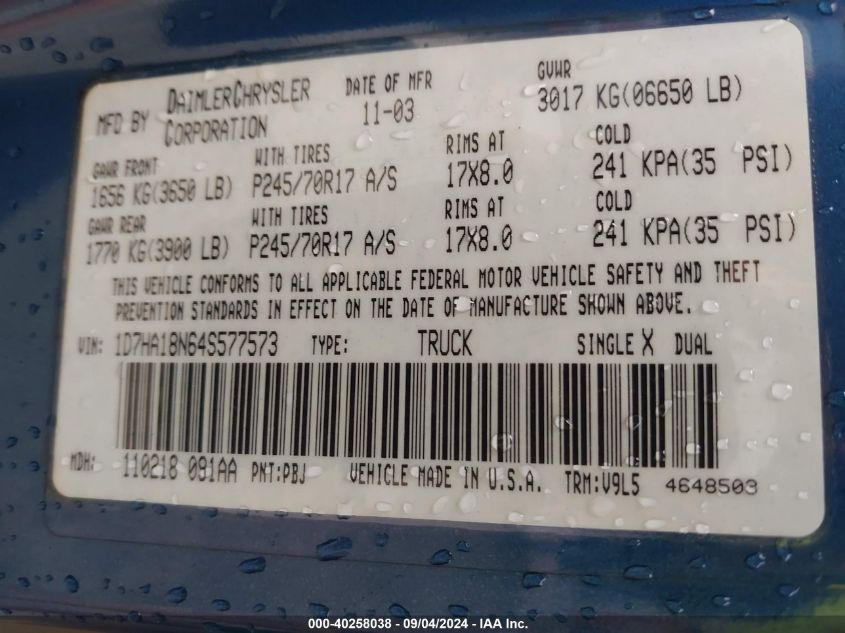 MFD BY DAIMLERCHRYSLER CORPORATION DATE OF MFR 11-03 GVWR 3017 KG(06650 LB)
GAWR FRONT WITH TIRES RIMS AT COLD
1656 KG(3650 LB) P245/70R17 A/S 17X8.0 241 KPA(35 PSI)
GAWR REAR WITH TIRES RIMS AT COLD
1770 KG(3900 LB) P245/70R17 A/S 17X8.0 241 KPA(35 PSI)
THIS VEHICLE CONFORMS TO ALL APPLICABLE FEDERAL MOTOR VEHICLE SAFETY AND THEFT
PREVENTION STANDARDS IN EFFECT ON THE DATE OF MANUFACTURE SHOWN ABOVE.
VIN: 1D7HA18N64S577573 TYPE: TRUCK SINGLE X DUAL
MDH: 110218 091AA PNT:PBJ VEHICLE MADE IN U.S.A. TRM:V9L5 4648503
000-40258038 - 09/04/2024 - IAA Inc.